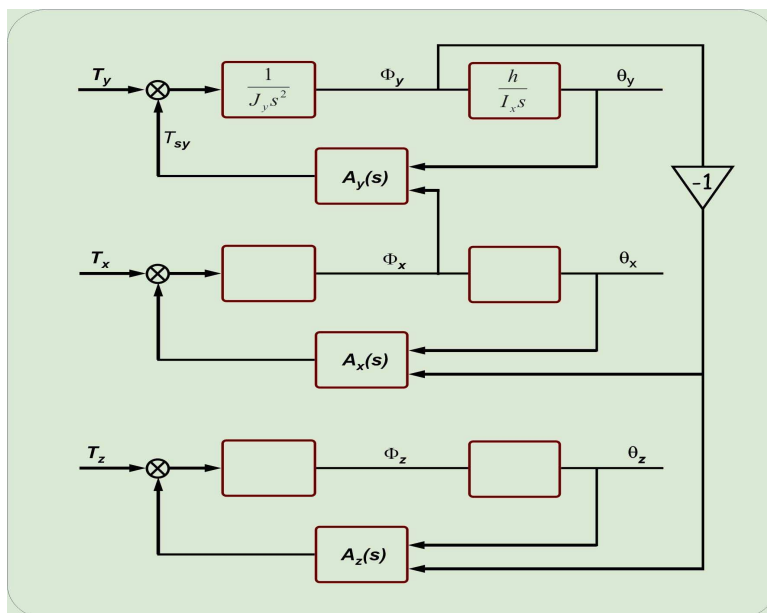 T_y
1 / J_y s^2
Φ_y
h / I_x s
θ_y
T_sy
A_y(s)
-1
T_x
Φ_x
θ_x
A_x(s)
T_z
Φ_z
θ_z
A_z(s)